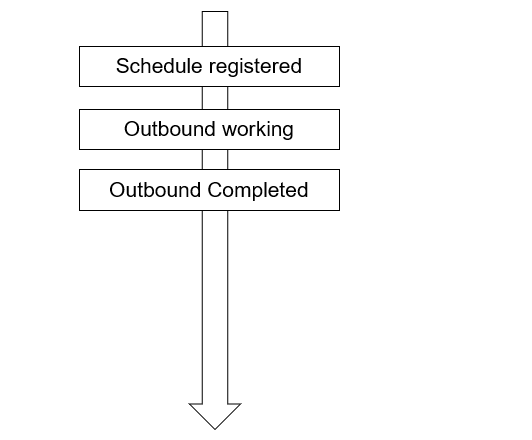 Schedule registered
Outbound working
Outbound Completed